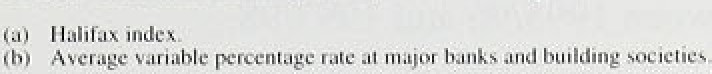 (a) Halifax index.
(b) Average variable percentage rate at major banks and building societies.